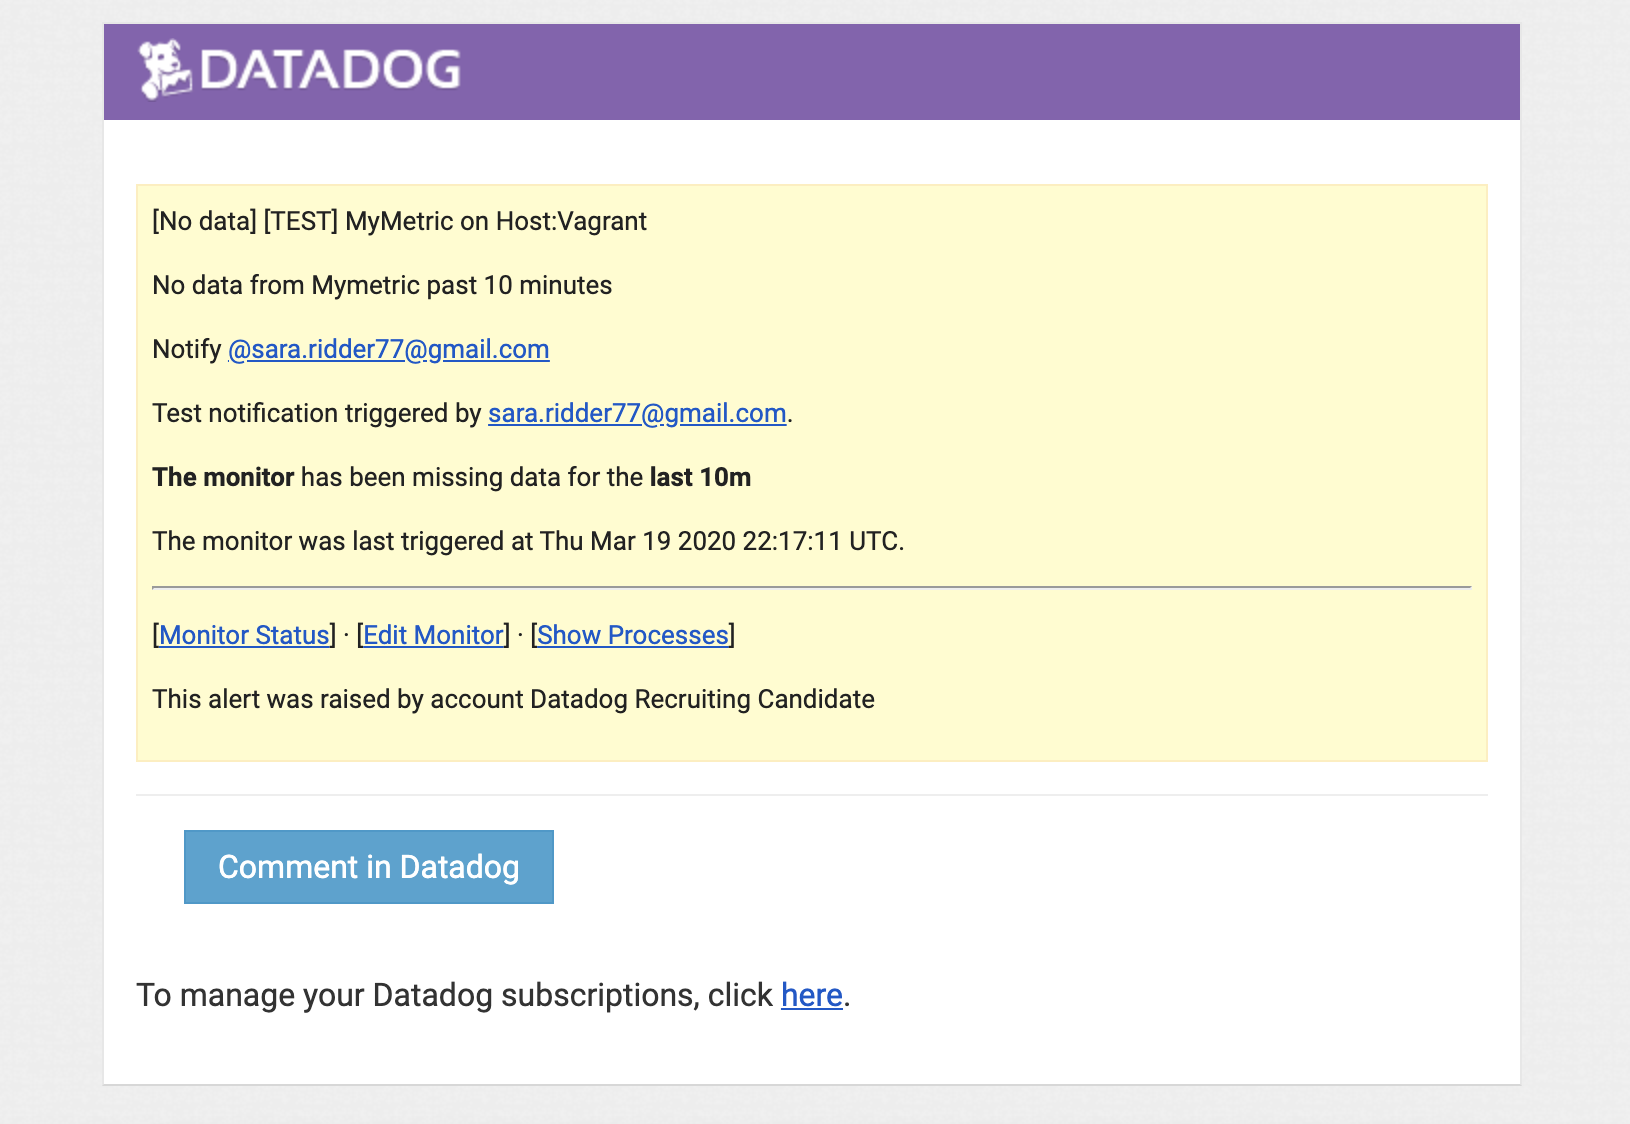 DATADOG
[No data] [TEST] MyMetric on Host:Vagrant
No data from Mymetric past 10 minutes
Notify @sara.ridder77@gmail.com
Test notification triggered by sara.ridder77@gmail.com.
The monitor has been missing data for the last 10m
The monitor was last triggered at Thu Mar 19 2020 22:17:11 UTC.
[Monitor Status] · [Edit Monitor] · [Show Processes]
This alert was raised by account Datadog Recruiting Candidate
Comment in Datadog
To manage your Datadog subscriptions, click here.